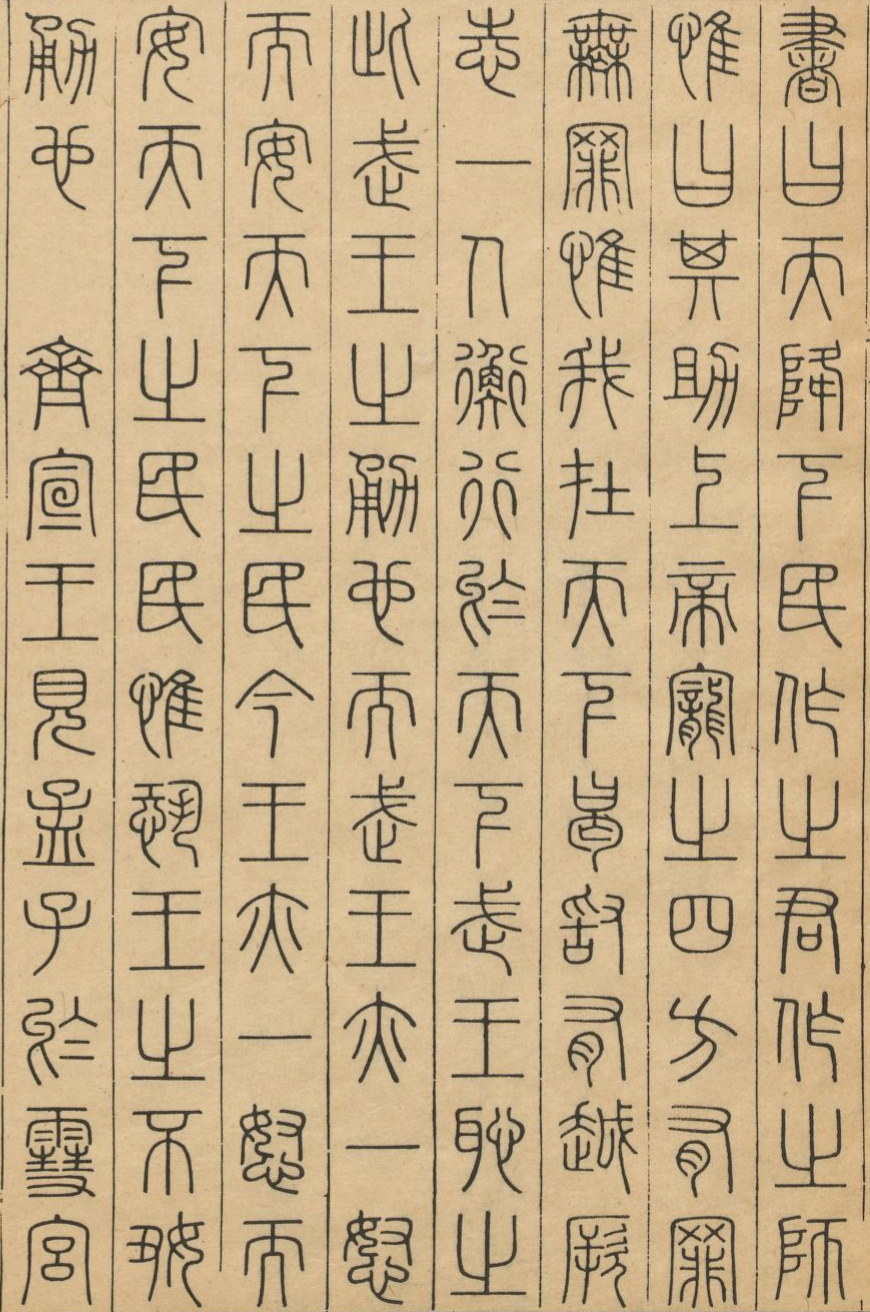 書曰天降下民作之君作之師
惟曰其助上帝寵之四方有罪
無罪惟我在天下曷敢有越厥
志一人衡行於天下武王恥之
此武王之勇也而武王亦一怒
而安天下之民今王亦一怒而
安天下之民民惟恐王之不好
勇也　齊宣王見孟子於雪宮